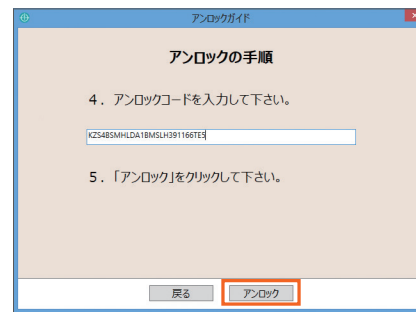 アンロックガイド
アンロックの手順
4．アンロックコードを入力して下さい。
KZS4BSMHLDA1BMSLH391166TES
5．「アンロック」をクリックして下さい。
戻る
アンロック